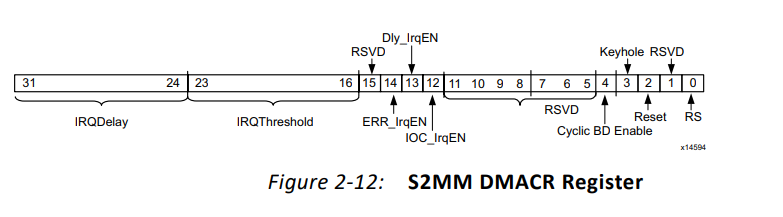 Dly_IrqEN
RSVD
Keyhole RSVD
31 24 23 16 15 14 13 12 11 10 9 8 7 6 5 4 3 2 1 0
IRQDelay
IRQThreshold
ERR_IrqEN
IOC_IrqEN
RSVD
Cyclic BD Enable
Reset
RS
x14594
Figure 2-12: S2MM DMACR Register